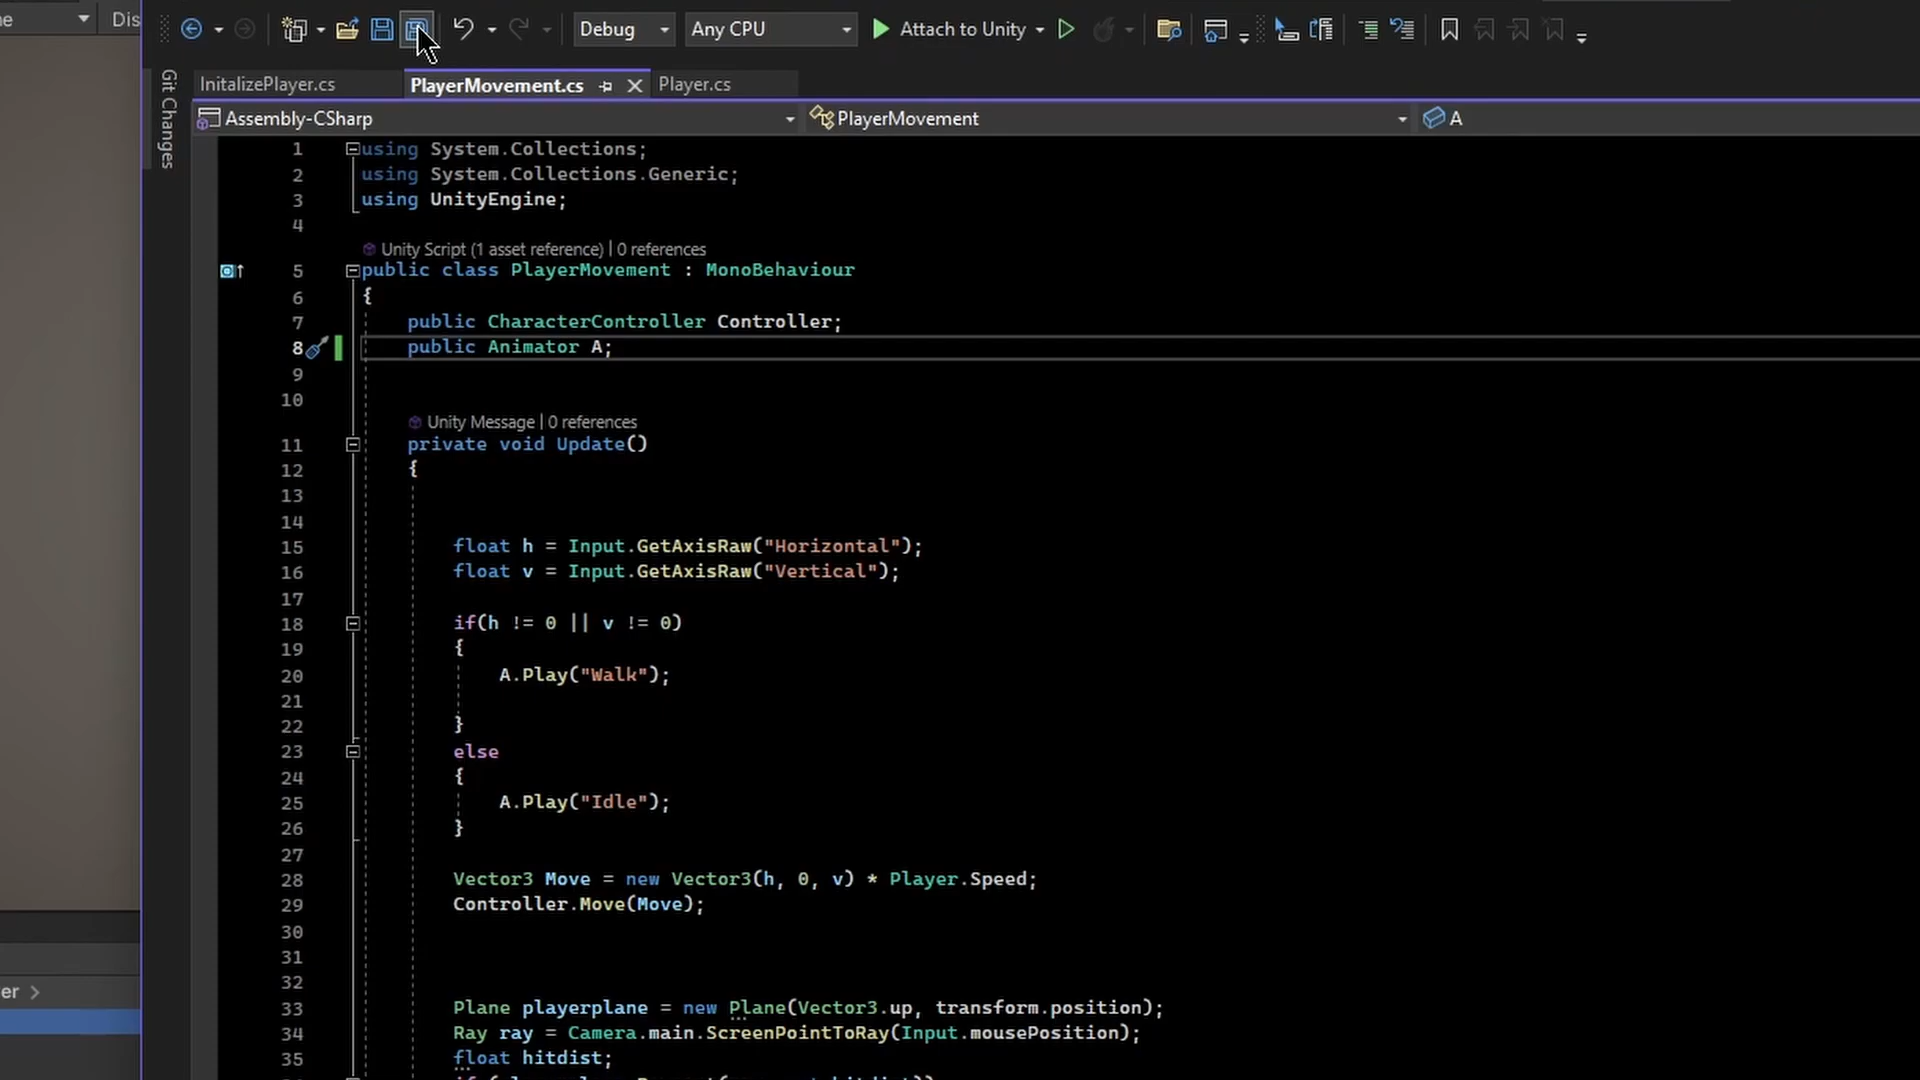 ne
Dis
Debug
Any CPU
Attach to Unity
Git Changes
InitalizePlayer.cs
PlayerMovement.cs
Player.cs
Assembly-CSharp
PlayerMovement
A
1 using System.Collections;
2 using System.Collections.Generic;
3 using UnityEngine;
4
Unity Script (1 asset reference) | 0 references
5 public class PlayerMovement : MonoBehaviour
6 {
7 public CharacterController Controller;
8 public Animator A;
9
10
Unity Message | 0 references
11 private void Update()
12 {
13
14
15 float h = Input.GetAxisRaw("Horizontal");
16 float v = Input.GetAxisRaw("Vertical");
17
18 if(h != 0 || v != 0)
19 {
20 A.Play("Walk");
21
22 }
23 else
24 {
25 A.Play("Idle");
26 }
27
28 Vector3 Move = new Vector3(h, 0, v) * Player.Speed;
29 Controller.Move(Move);
30
31
32
33 Plane playerplane = new Plane(Vector3.up, transform.position);
34 Ray ray = Camera.main.ScreenPointToRay(Input.mousePosition);
35 float hitdist;
er >